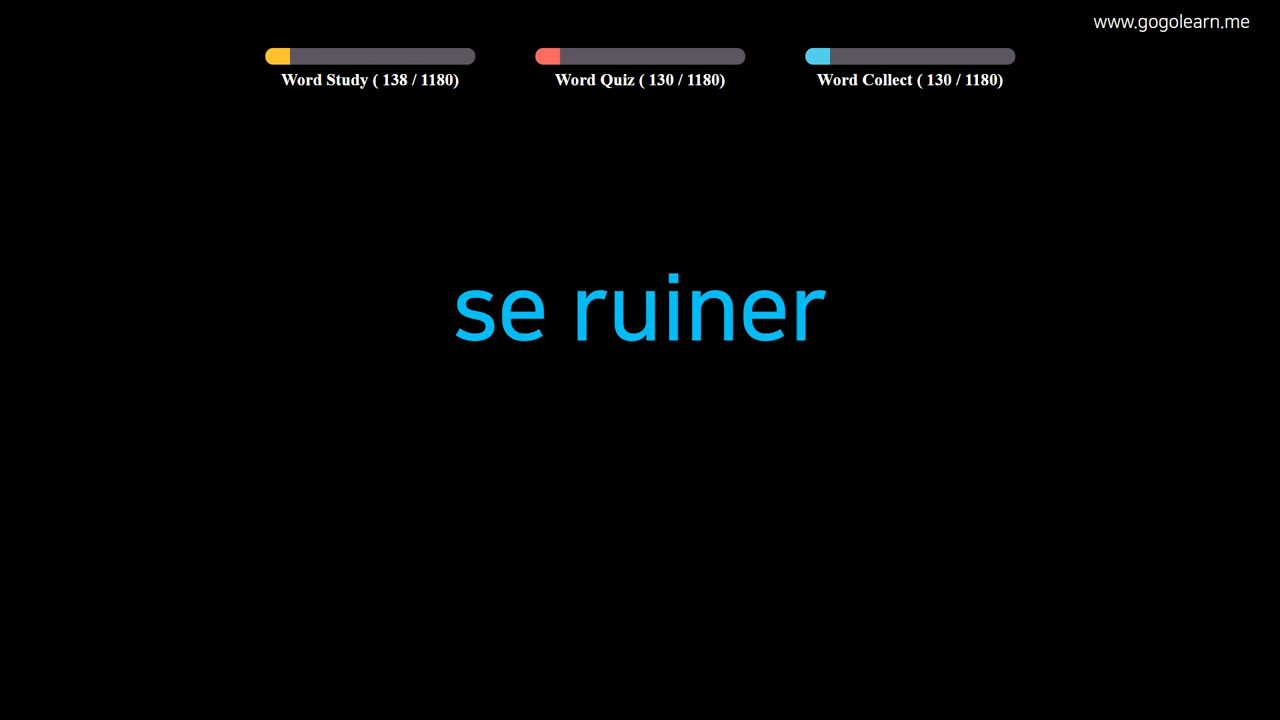 www.gogolearn.me
Word Study ( 138 / 1180)
Word Quiz ( 130 / 1180)
Word Collect ( 130 / 1180)
se ruiner